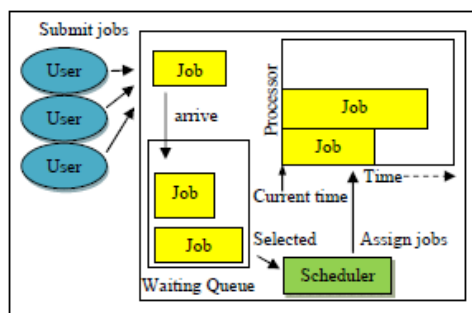 Submit jobs
User
User
User
Job
arrive
Job
Job
Waiting Queue
Selected
Scheduler
Assign jobs
Processor
Job
Job
Current time
Time